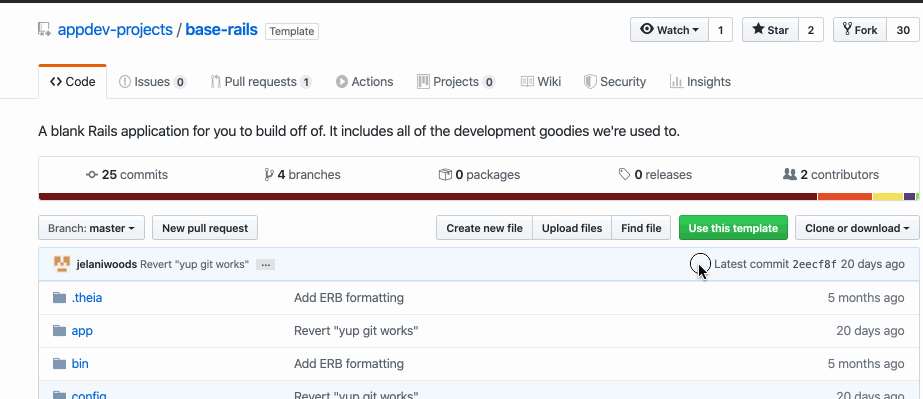 appdev-projects / base-rails Template Watch 1 Star 2 Fork 30
Code Issues 0 Pull requests 1 Actions Projects 0 Wiki Security Insights
A blank Rails application for you to build off of. It includes all of the development goodies we're used to.
25 commits 4 branches 0 packages 0 releases 2 contributors
Branch: master New pull request Create new file Upload files Find file Use this template Clone or download
jelaniwoods Revert "yup git works" ... Latest commit 2eecf8f 20 days ago
.theia Add ERB formatting 5 months ago
app Revert "yup git works" 20 days ago
bin Add ERB formatting 5 months ago
config Revert "yup git works" 20 days ago